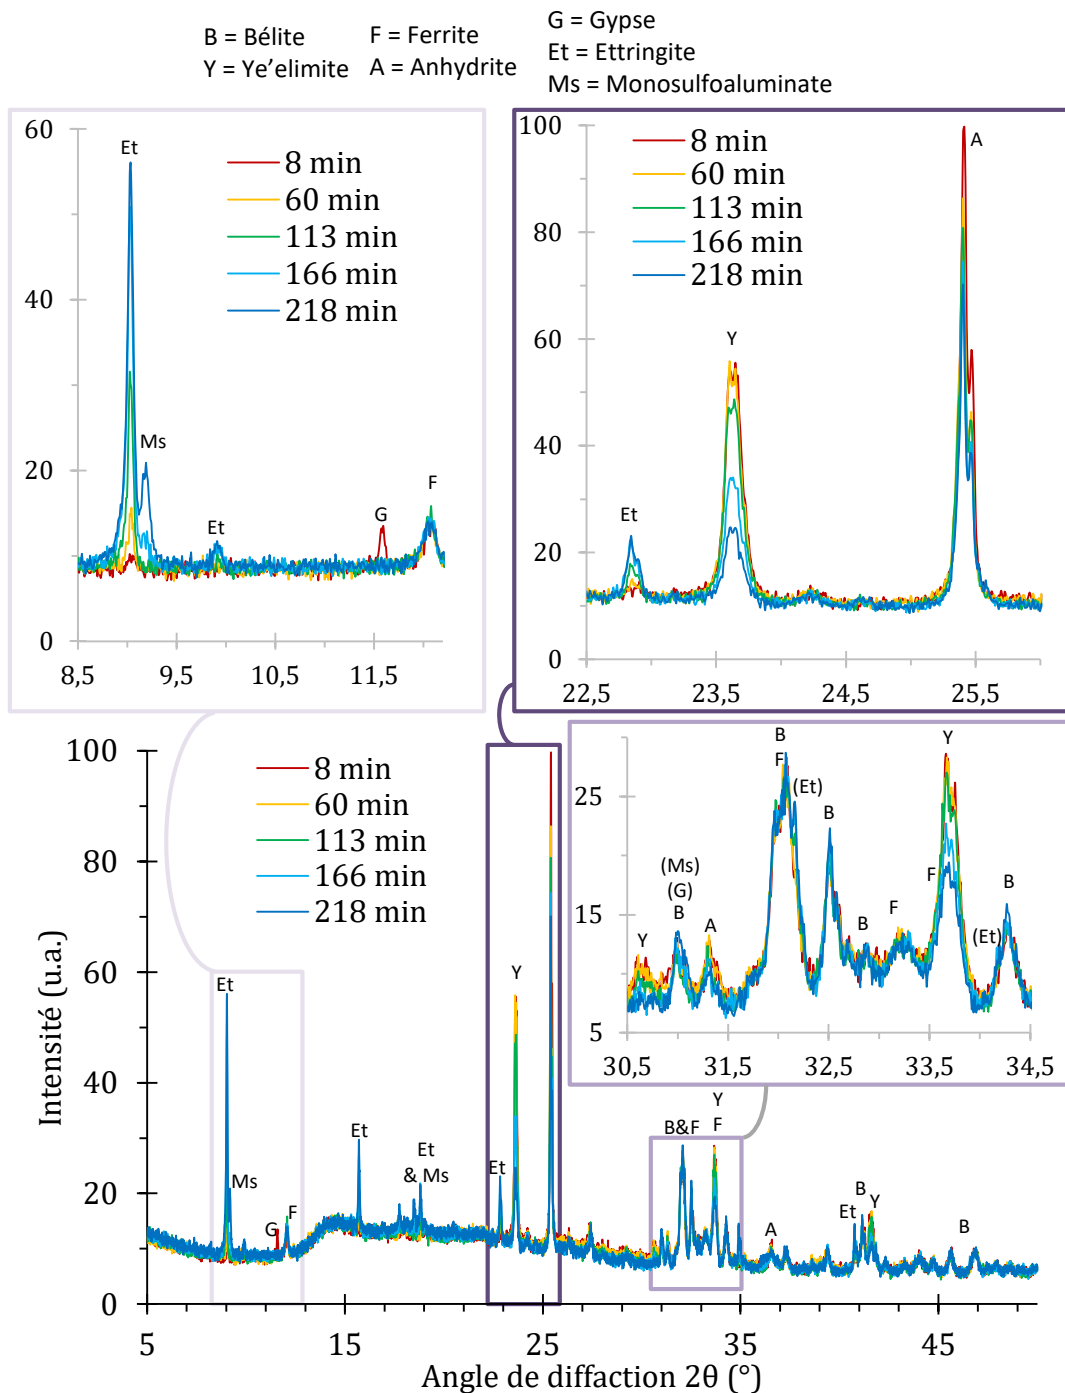 B = Bélite
F = Ferrite
G = Gypse
Y = Ye’elimite
A = Anhydrite
Et = Ettringite
Ms = Monosulfoaluminate
60
40
20
0
8,5
9,5
10,5
11,5
Et
Ms
Et
G
F
8 min
60 min
113 min
166 min
218 min
100
80
60
40
20
0
22,5
23,5
24,5
25,5
Et
Y
A
8 min
60 min
113 min
166 min
218 min
Intensité (u.a.)
100
80
60
40
20
0
5
15
25
35
45
Angle de diffaction 2θ (°)
8 min
60 min
113 min
166 min
218 min
Et
Ms
G
F
Et
Et
& Ms
Et
Y
B&F
Y
F
A
Et
B
Y
B
25
15
5
30,5
31,5
32,5
33,5
34,5
Y
(Ms)
(G)
B
A
B
F
(Et)
B
B
F
F
Y
(Et)
B